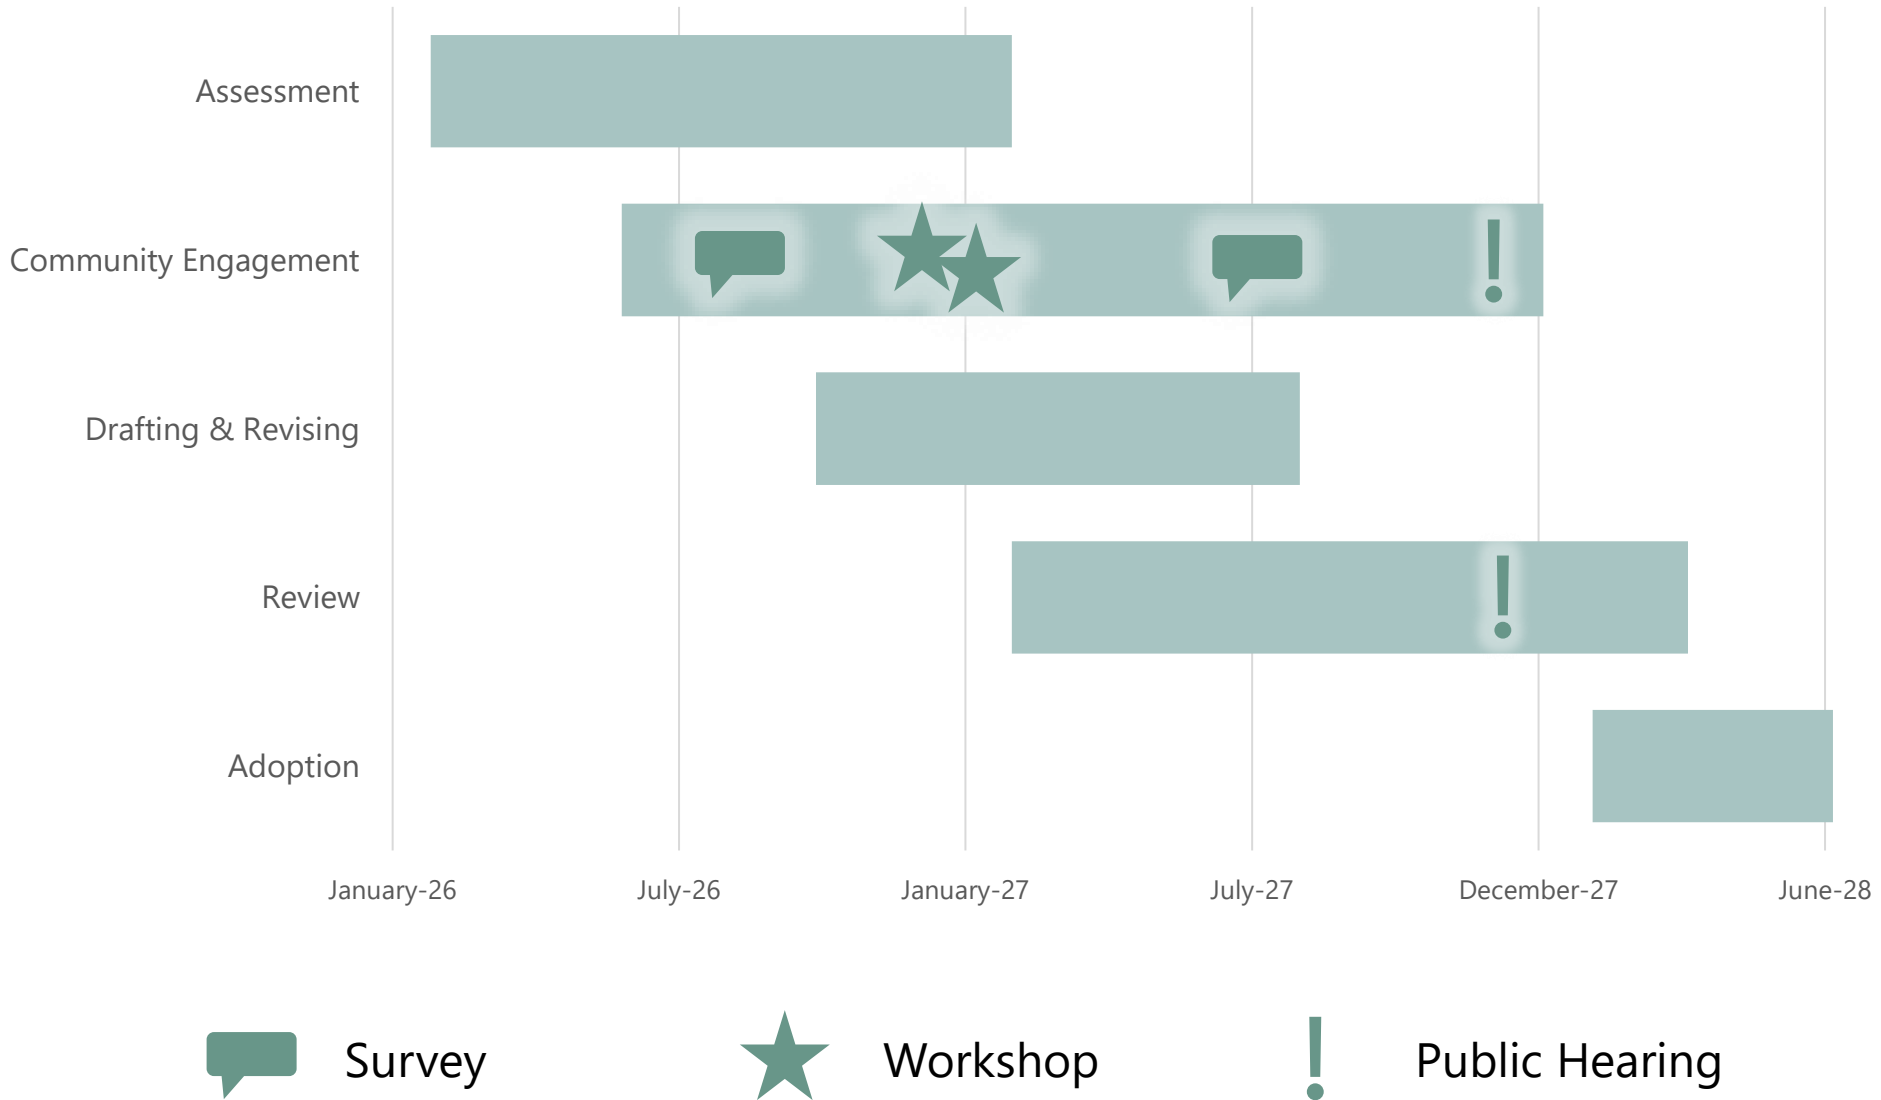 Assessment
Community Engagement
Drafting & Revising
Review
Adoption
January-26 July-26 January-27 July-27 December-27 June-28
Survey Workshop Public Hearing